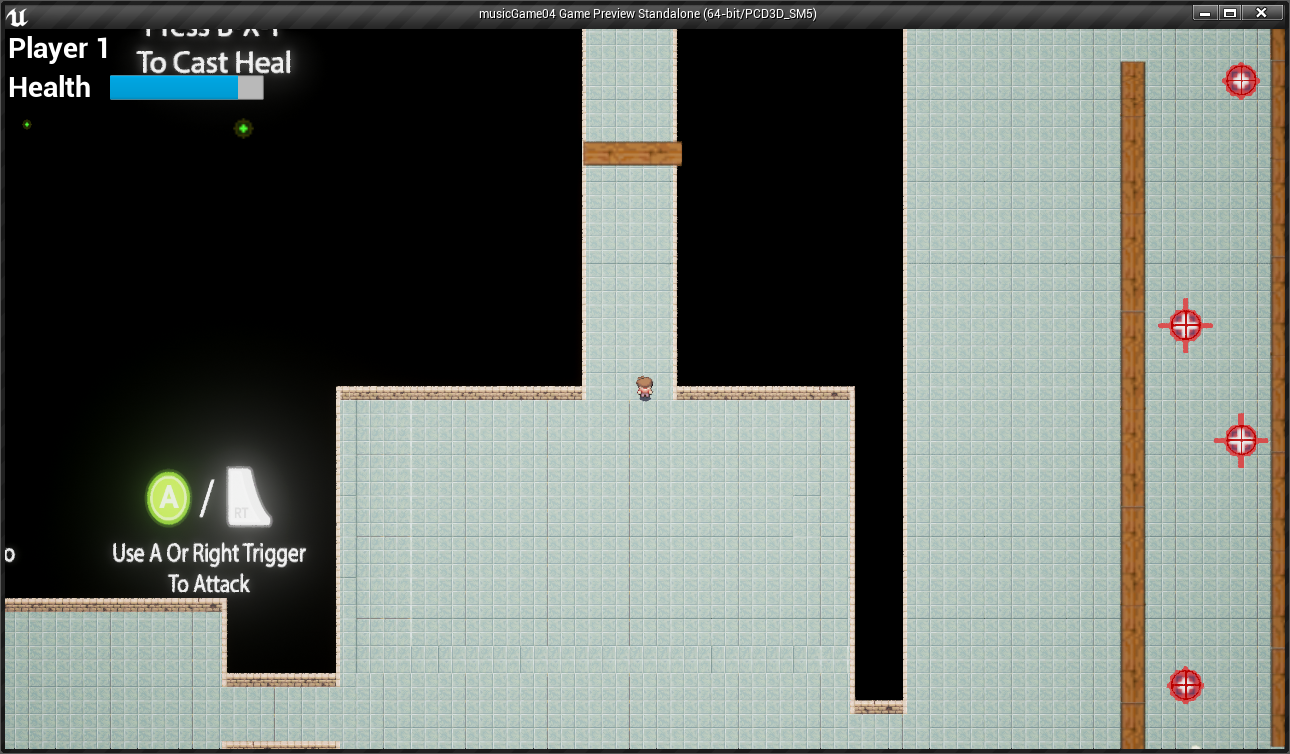 musicGame04 Game Preview Standalone (64-bit/PCD3D_SM5)
Player 1
To Cast Heal
Health
A / RT
o
Use A Or Right Trigger
To Attack